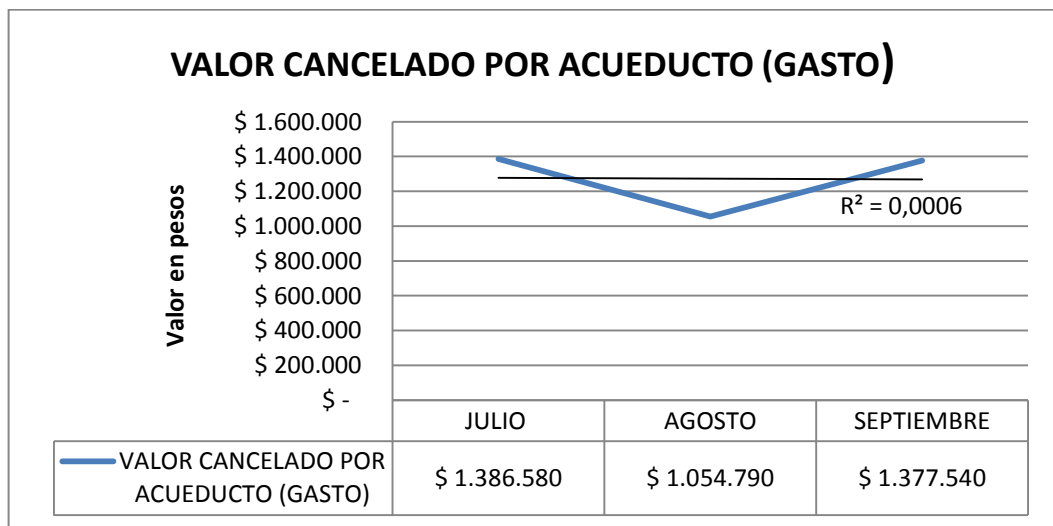 VALOR CANCELADO POR ACUEDUCTO (GASTO)
Valor en pesos
$ 1.600.000
$ 1.400.000
$ 1.200.000
$ 1.000.000
$ 800.000
$ 600.000
$ 400.000
$ 200.000
$ -
R² = 0,0006
JULIO AGOSTO SEPTIEMBRE
VALOR CANCELADO POR
ACUEDUCTO (GASTO)
$ 1.386.580 $ 1.054.790 $ 1.377.540